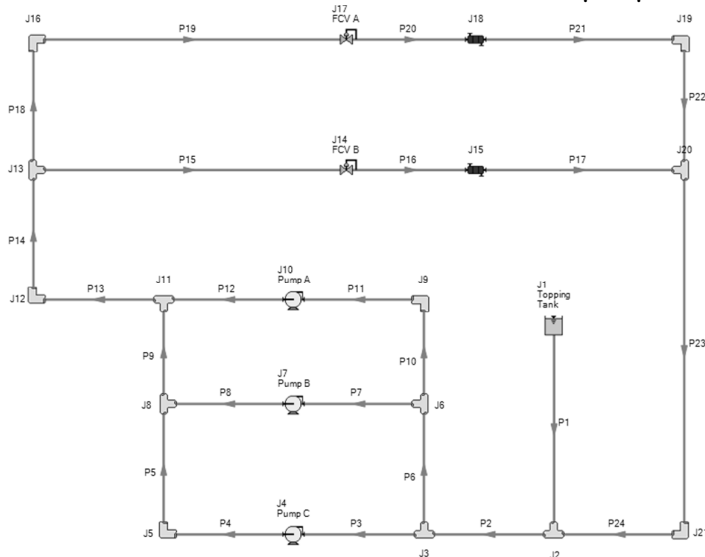 J16
P19
J17
FCV A
P20
J18
P21
J19
P18
P22
J13
P15
J14
FCV B
P16
J15
P17
J20
P14
J12
P13
J11
P12
J10
Pump A
P11
J9
J1
Topping
Tank
P9
P10
P23
J8
P8
J7
Pump B
P7
J6
P1
P5
P6
J5
P4
J4
Pump C
P3
J3
P2
J2
P24
J21